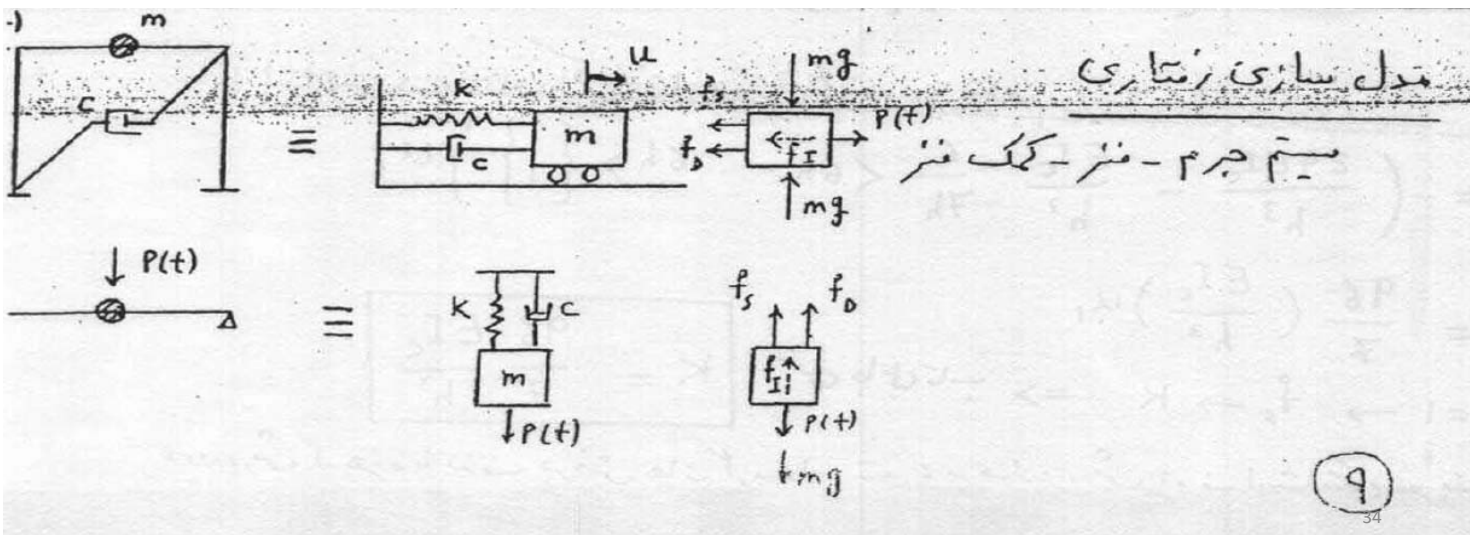 مدل سازی رفتاری
سیستم جرم - فنر - کمک فنر
m
c
≡
k
c
m
u
mg
fs
fD
fI
P(t)
mg
P(t)
≡
k
c
m
P(t)
fs
fD
fI
P(t)
+mg
9
34